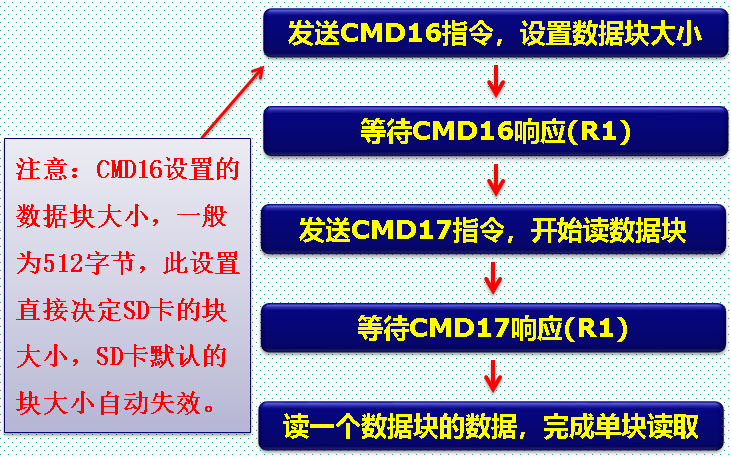 发送CMD16指令，设置数据块大小
等待CMD16响应(R1)
注意：CMD16设置的
数据块大小，一般
为512字节，此设置
直接决定SD卡的块
大小，SD卡默认的
块大小自动失效。
发送CMD17指令，开始读数据块
等待CMD17响应(R1)
读一个数据块的数据，完成单块读取